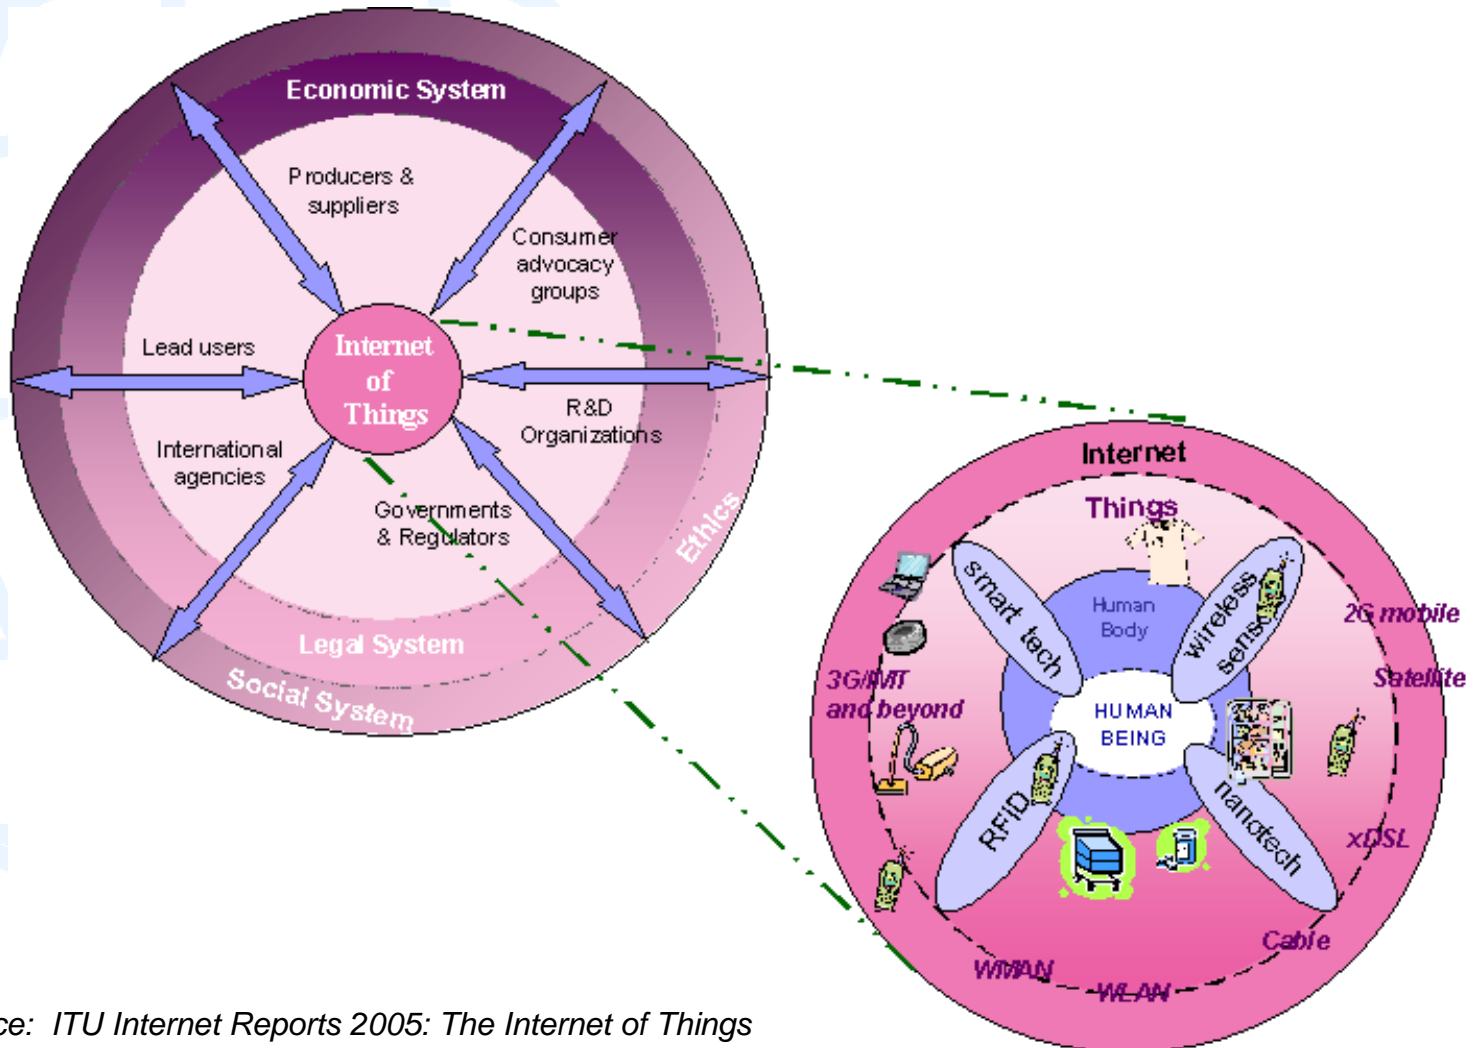 Economic System
Producers &
suppliers
Consumer
advocacy
groups
Lead users
Internet
of
Things
R&D
Organizations
International
agencies
Governments
& Regulators
Ethics
Legal System
Social System
Internet
Things
smart tech
wireless
Human
Body
2G mobile
Satellite
3G/IMT
and beyond
HUMAN
BEING
RFID
nanotech
xDSL
Cable
WMAN
WLAN
ITU Internet Reports 2005: The Internet of Things